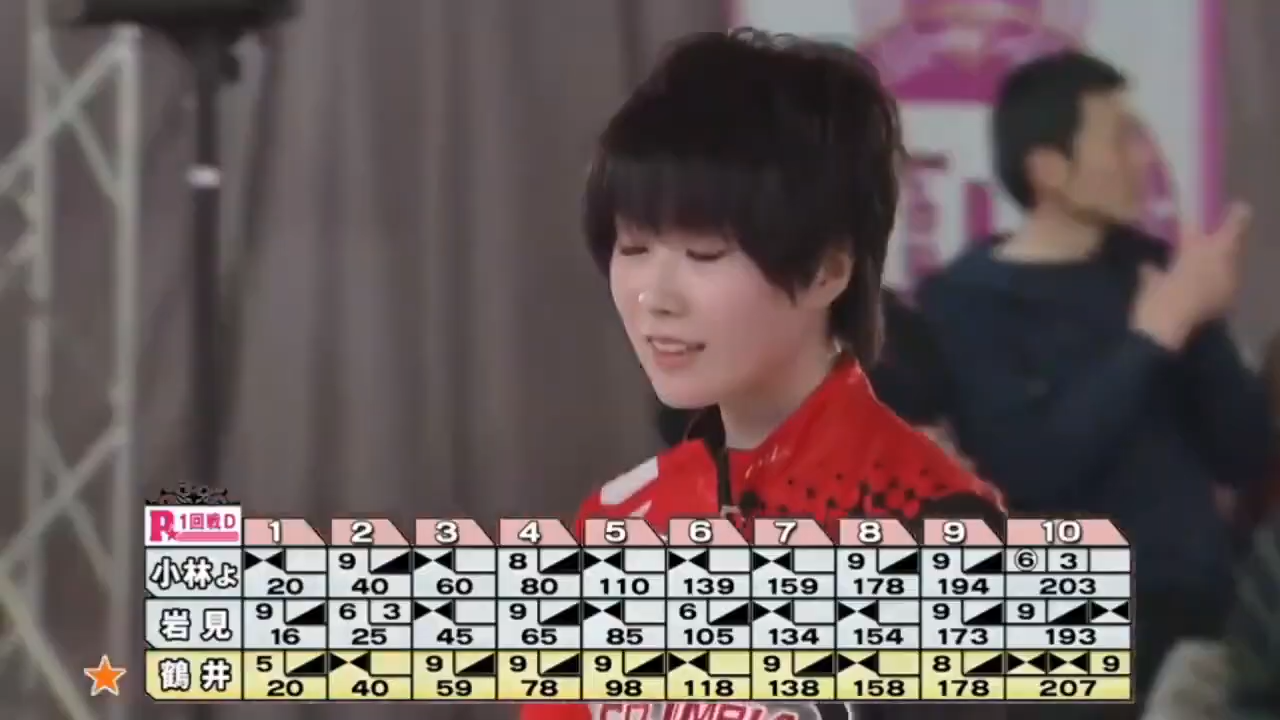 R 1回戦D 1 2 3 4 5 6 7 8 9 10
小林ょ 9 8 9 9 ⑥ 3
20 40 60 80 110 139 159 178 194 203
岩見 9 6 3 9 6 9 9
16 25 45 65 85 105 134 154 173 193
鶴井 5 9 9 9 9 8 9
20 40 59 78 98 118 138 158 178 207
COLUMBIA